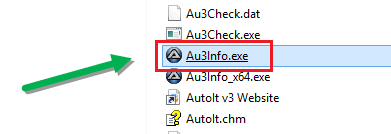 Au3Check.dat
Au3Check.exe
Au3Info.exe
Au3Info_x64.exe
AutoIt v3 Website
AutoIt.chm